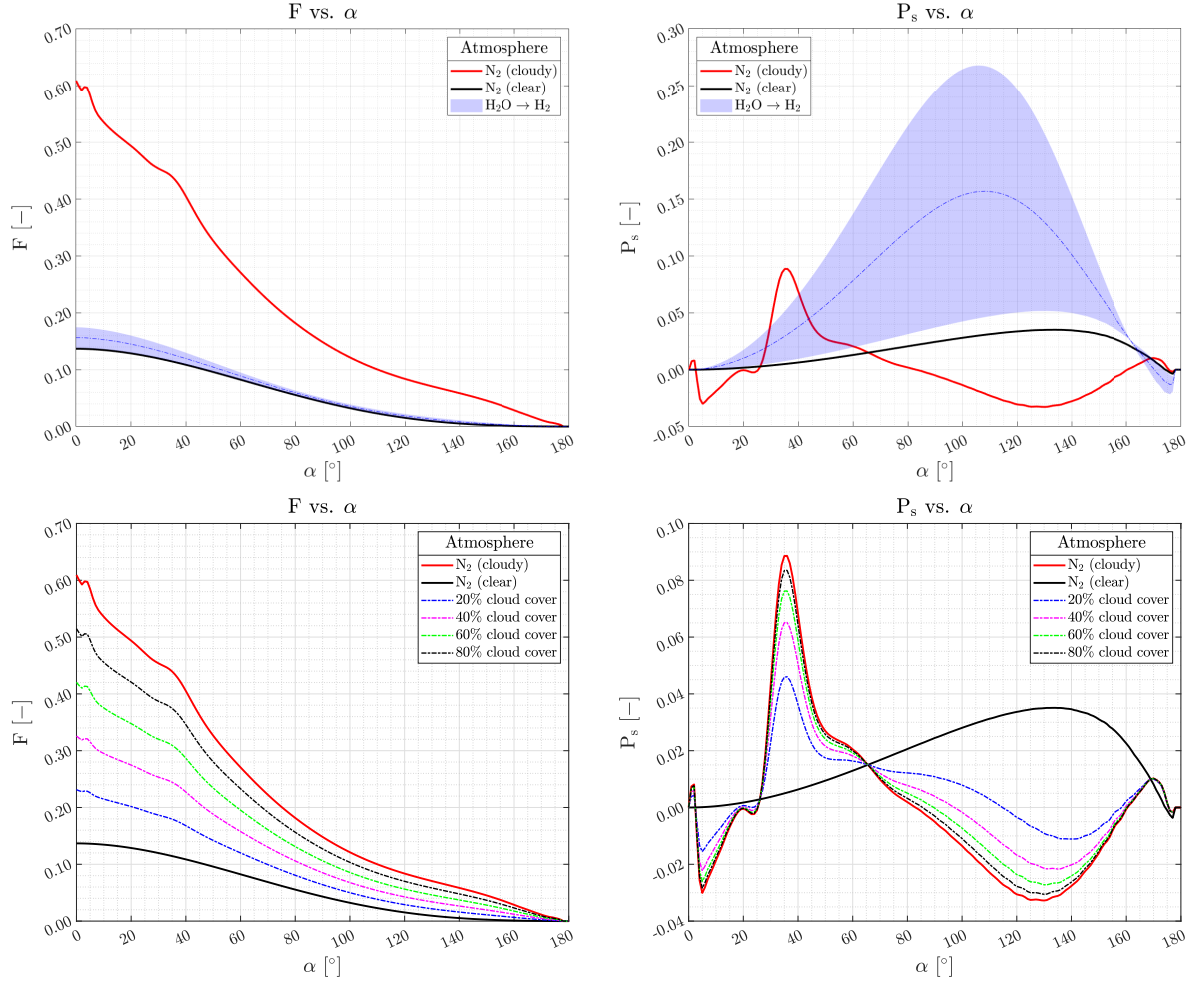 F vs. α
0.70
0.60
0.50
0.40
0.30
0.20
0.10
0.00
F [−]
Atmosphere
N₂ (cloudy)
N₂ (clear)
H₂O → H₂
0 20 40 60 80 100 120 140 160 180
α [°]
Pₛ vs. α
0.30
0.25
0.20
0.15
0.10
0.05
0.00
-0.05
Pₛ [−]
Atmosphere
N₂ (cloudy)
N₂ (clear)
H₂O → H₂
0 20 40 60 80 100 120 140 160 180
α [°]
F vs. α
0.70
0.60
0.50
0.40
0.30
0.20
0.10
0.00
F [−]
Atmosphere
N₂ (cloudy)
N₂ (clear)
20% cloud cover
40% cloud cover
60% cloud cover
80% cloud cover
0 20 40 60 80 100 120 140 160 180
α [°]
Pₛ vs. α
0.10
0.08
0.06
0.04
0.02
0.00
-0.02
-0.04
Pₛ [−]
Atmosphere
N₂ (cloudy)
N₂ (clear)
20% cloud cover
40% cloud cover
60% cloud cover
80% cloud cover
0 20 40 60 80 100 120 140 160 180
α [°]